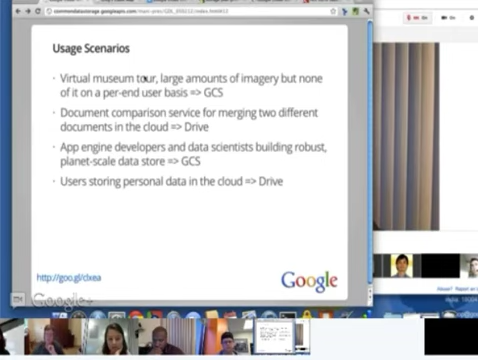 Usage Scenarios
· Virtual museum tour, large amounts of imagery but none
of it on a per-end user basis => GCS
· Document comparison service for merging two different
documents in the cloud => Drive
· App engine developers and data scientists building robust,
planet-scale data store => GCS
· Users storing personal data in the cloud => Drive
http://goo.gl/clxea
Google
Google+